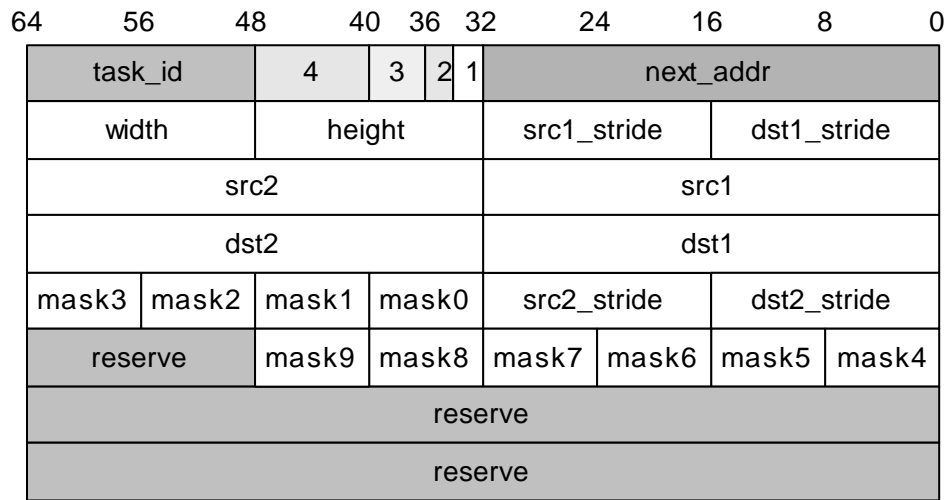 64 56 48 40 36 32 24 16 8 0
task_id 4 3 2 1 next_addr
width height src1_stride dst1_stride
src2 src1
dst2 dst1
mask3 mask2 mask1 mask0 src2_stride dst2_stride
reserve mask9 mask8 mask7 mask6 mask5 mask4
reserve
reserve